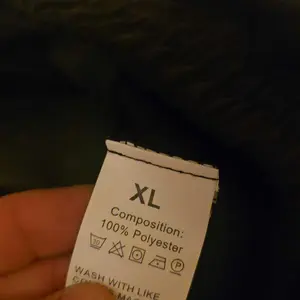 XL
Composition:
100% Polyester
WASH WITH LIKE